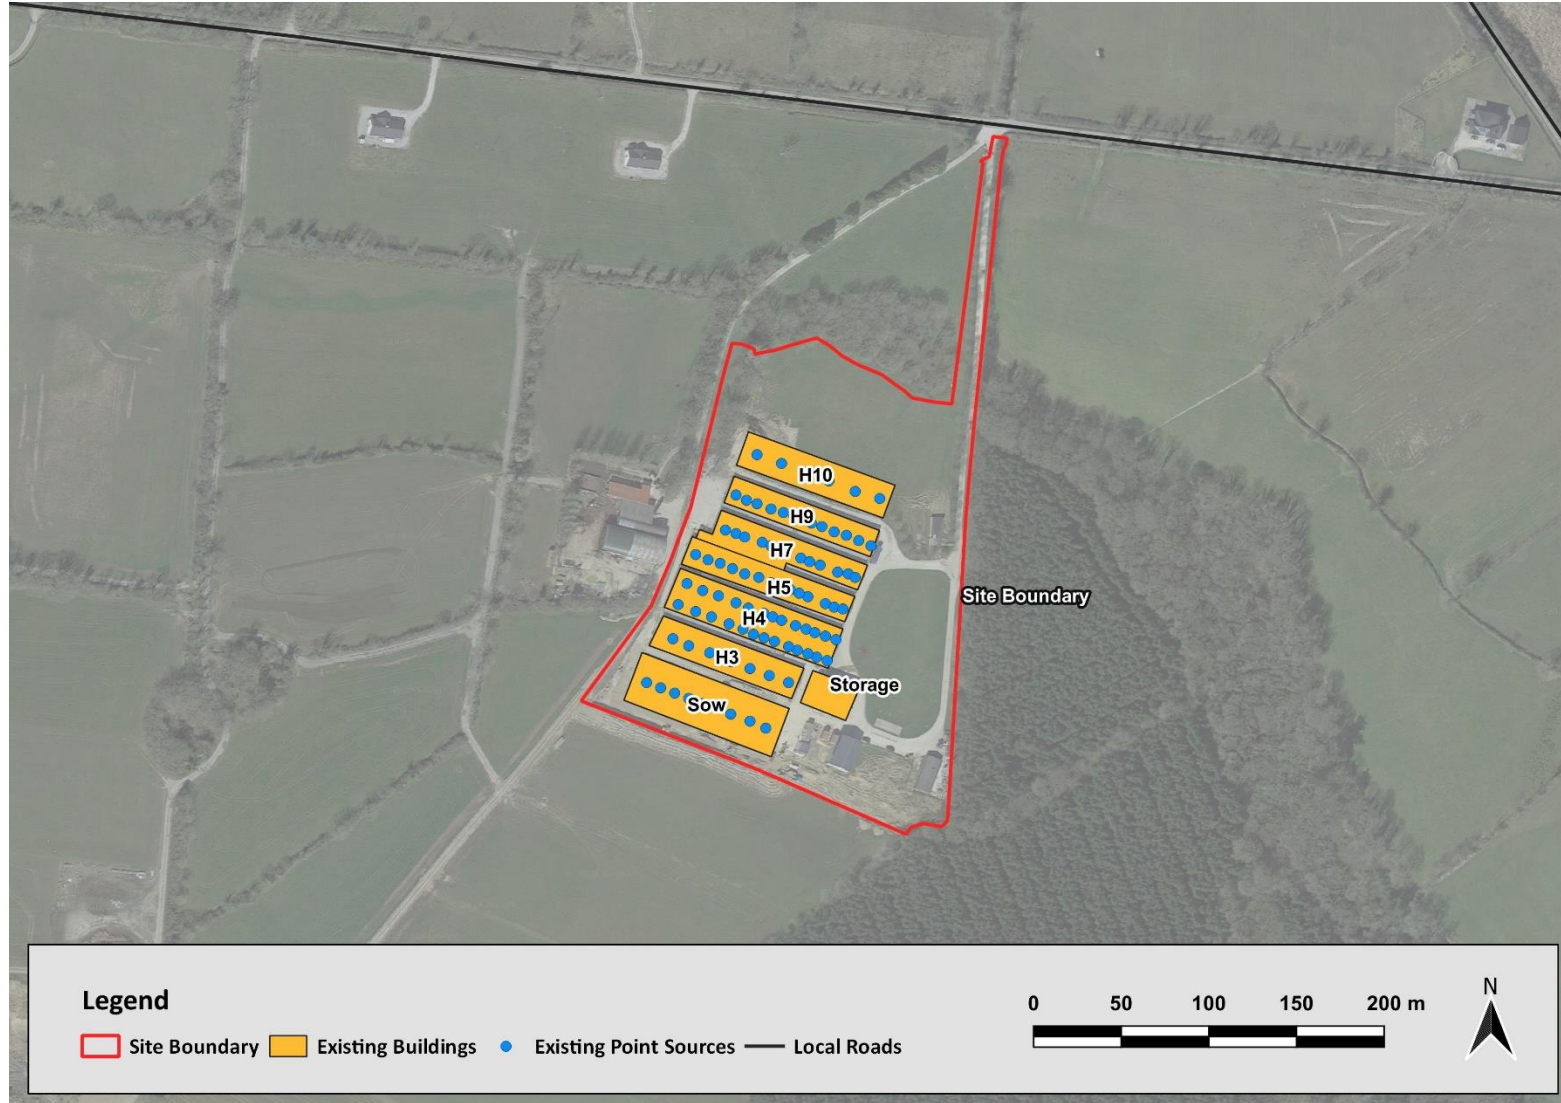 H10
H9
H7
H5
Site Boundary
H4
H3
Storage
Sow
Legend
Site Boundary
Existing Buildings
Existing Point Sources
Local Roads
0 50 100 150 200 m
N